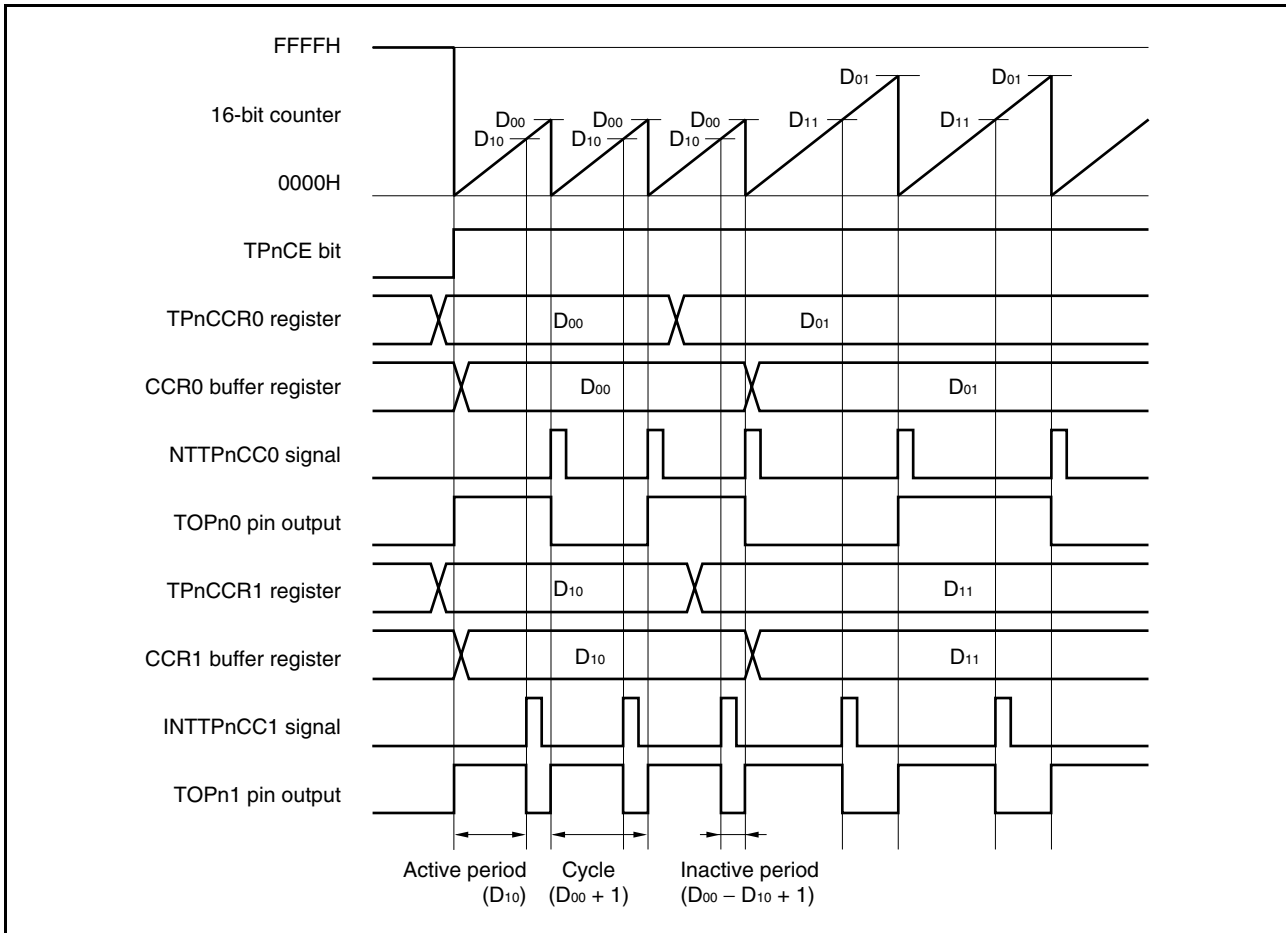 FFFFH
16-bit counter
0000H
D00 D00 D00 D01 D01
D10 D10 D10 D11 D11
TPnCE bit
TPnCCR0 register D00 D01
CCR0 buffer register D00 D01
NTTPnCC0 signal
TOPn0 pin output
TPnCCR1 register D10 D11
CCR1 buffer register D10 D11
INTTPnCC1 signal
TOPn1 pin output
Active period
(D10)
Cycle
(D00 + 1)
Inactive period
(D00 − D10 + 1)